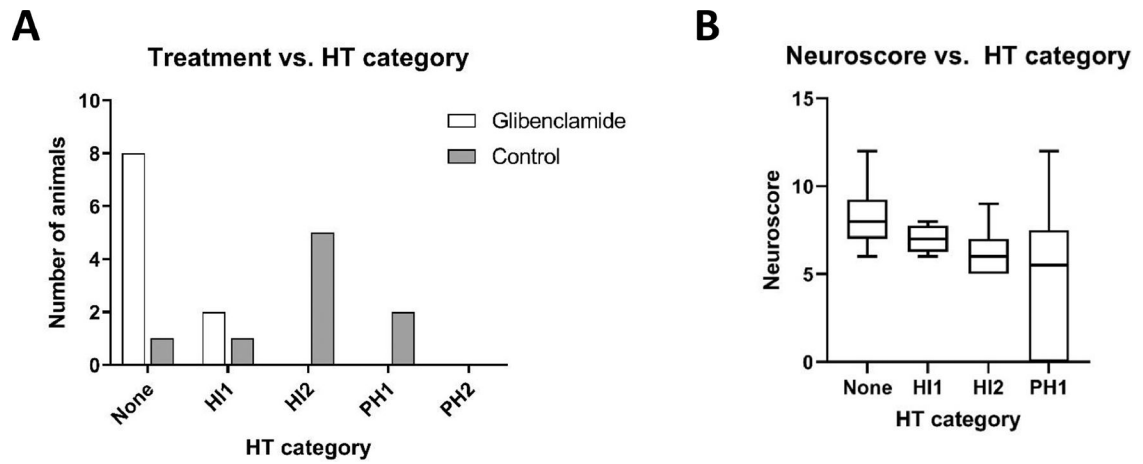 A
Treatment vs. HT category
Number of animals
10
8
6
4
2
0
Glibenclamide
Control
None
HI1
HI2
PH1
PH2
HT category
B
Neuroscore vs. HT category
Neuroscore
15
10
5
0
None
HI1
HI2
PH1
HT category